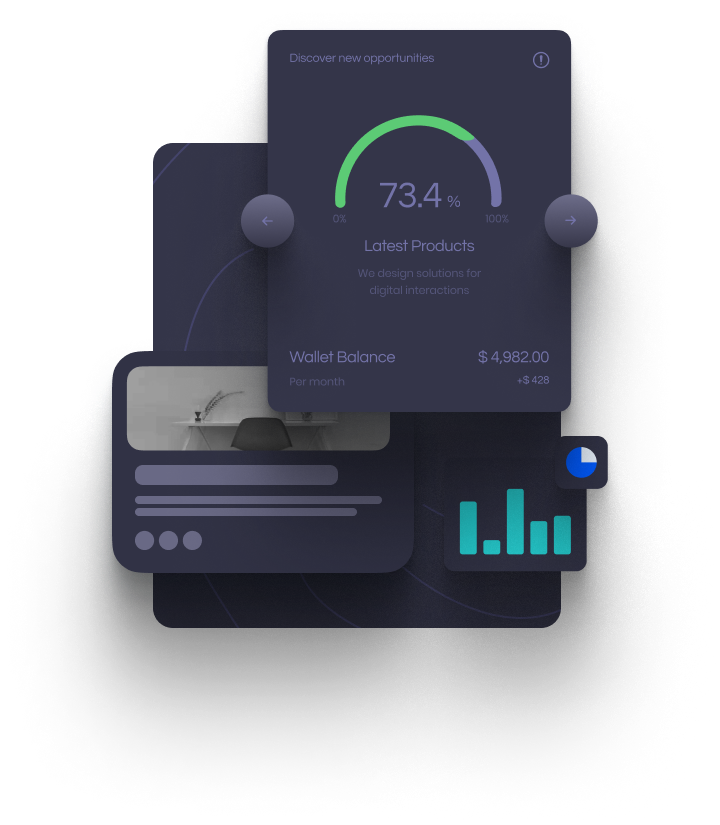 Discover new opportunities
73.4 %
0% 100%
Latest Products
We design solutions for
digital interactions
Wallet Balance $ 4,982.00
Per month +$ 428